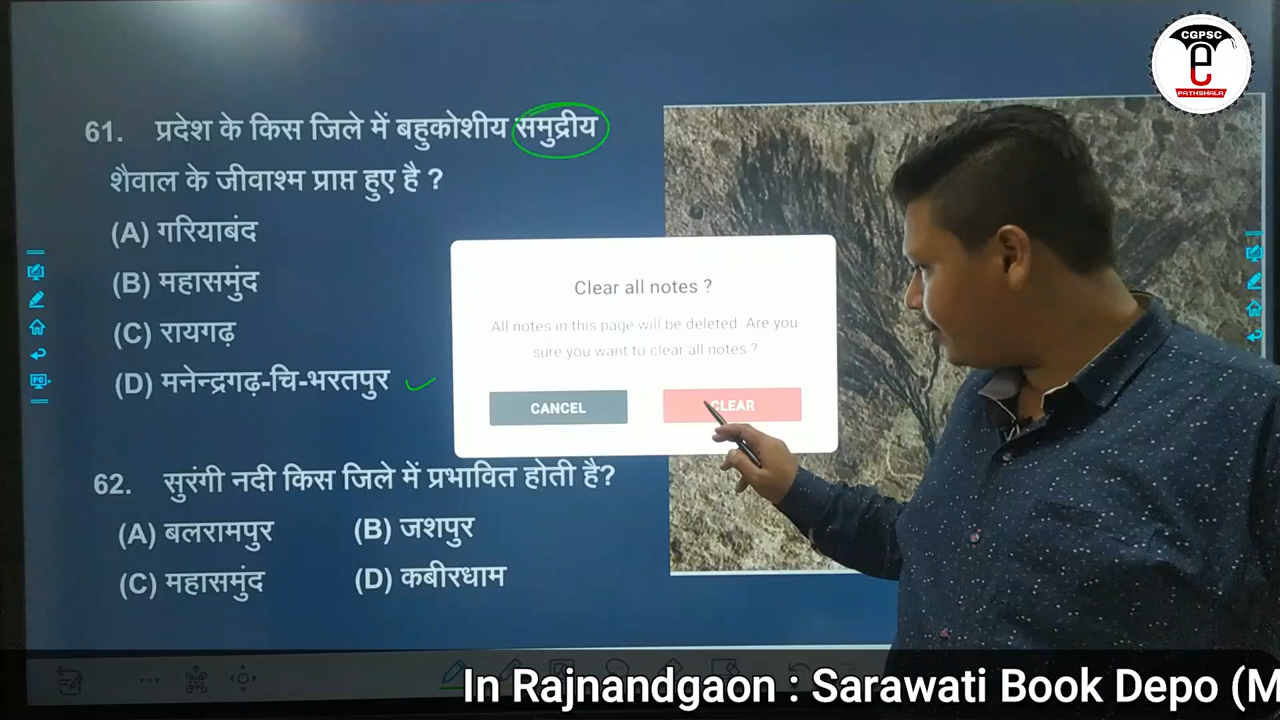 CGPSC
e
PATHSHALA
61. प्रदेश के किस जिले में बहुकोशीय समुद्रीय
शैवाल के जीवाश्म प्राप्त हुए है ?
(A) गरियाबंद
(B) महासमुंद
(C) रायगढ़
(D) मनेन्द्रगढ़-चि-भरतपुर
Clear all notes ?
All notes in this page will be deleted. Are you
sure you want to clear all notes ?
CANCEL
CLEAR
62. सुरंगी नदी किस जिले में प्रभावित होती है?
(A) बलरामपुर (B) जशपुर
(C) महासमुंद (D) कबीरधाम
In Rajnandgaon : Sarawati Book Depo (M